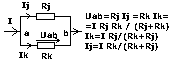 Ij Rj
Uab=Rj Ij = Rk Ik=
I
=I Rj Rk / (Rj+Rk)
a Uab b
Ik=I Rj/(Rk+Rj)
Ik Rk
Ij=I Rk/(Rk+Rj)